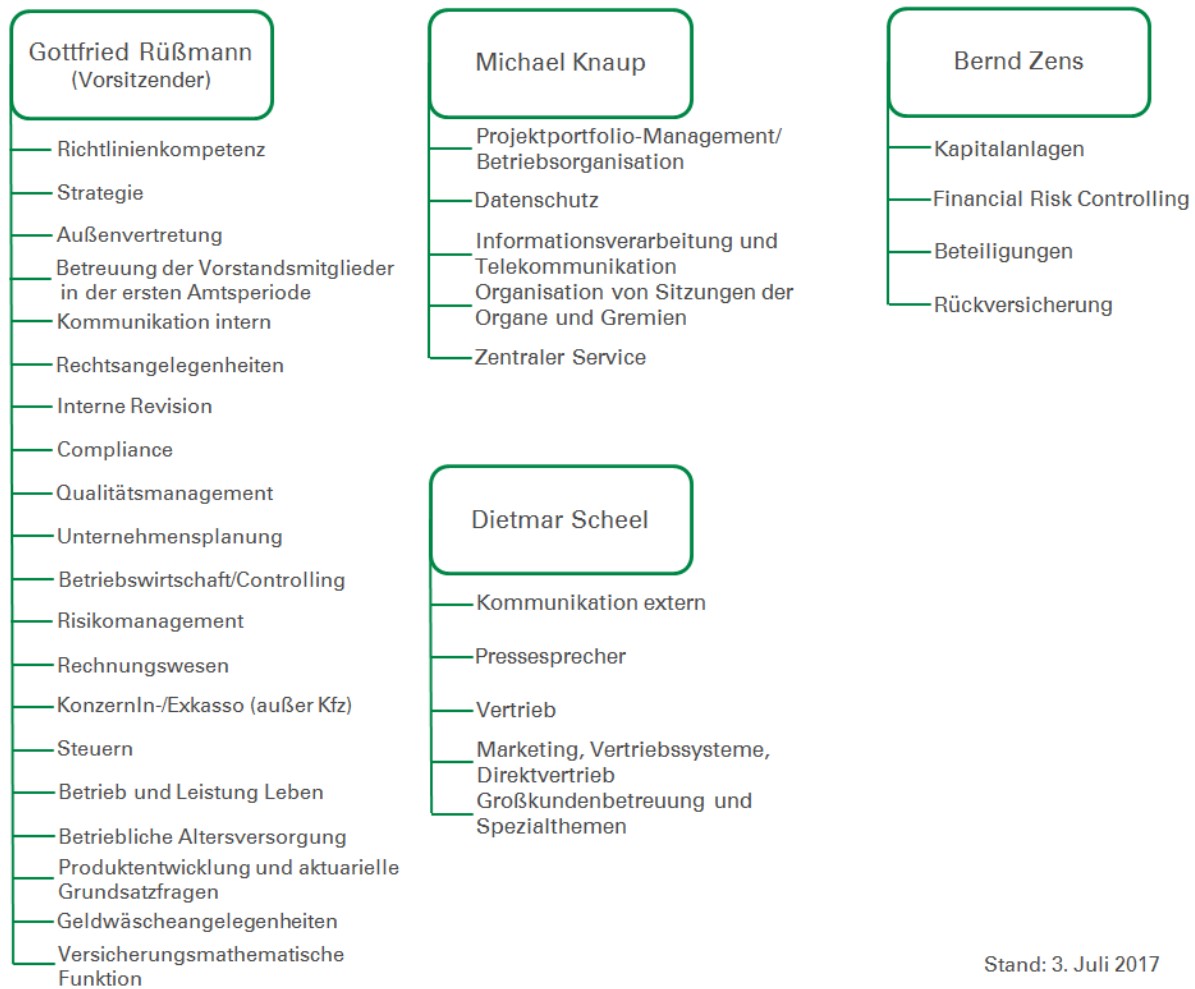 Gottfried Rüßmann
(Vorsitzender)
Richtlinienkompetenz
Strategie
Außenvertretung
Betreuung der Vorstandsmitglieder
in der ersten Amtsperiode
Kommunikation intern
Rechtsangelegenheiten
Interne Revision
Compliance
Qualitätsmanagement
Unternehmensplanung
Betriebswirtschaft/Controlling
Risikomanagement
Rechnungswesen
KonzernIn-/Exkasso (außer Kfz)
Steuern
Betrieb und Leistung Leben
Betriebliche Altersversorgung
Produktentwicklung und aktuarielle
Grundsatzfragen
Geldwäscheangelegenheiten
Versicherungsmathematische
Funktion
Michael Knaup
Projektportfolio-Management/
Betriebsorganisation
Datenschutz
Informationsverarbeitung und
Telekommunikation
Organisation von Sitzungen der
Organe und Gremien
Zentraler Service
Dietmar Scheel
Kommunikation extern
Pressesprecher
Vertrieb
Marketing, Vertriebssysteme,
Direktvertrieb
Großkundenbetreuung und
Spezialthemen
Bernd Zens
Kapitalanlagen
Financial Risk Controlling
Beteiligungen
Rückversicherung
Stand: 3. Juli 2017